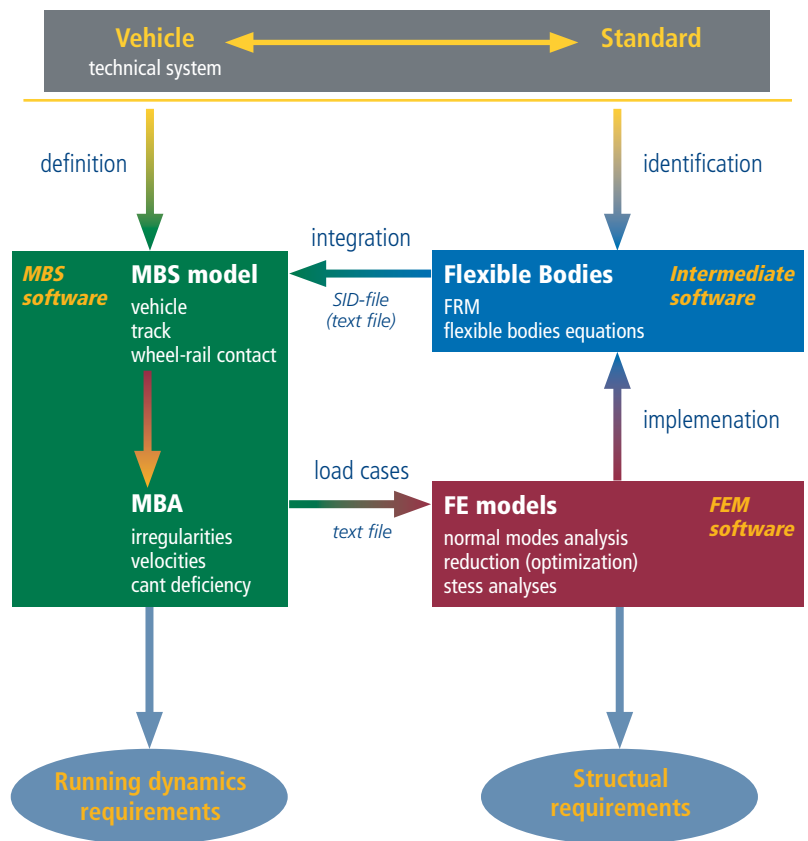 Vehicle
technical system
Standard
definition
identification
integration
SID-file
(text file)
MBS
software
MBS model
vehicle
track
wheel-rail contact
Flexible Bodies
FRM
flexible bodies equations
Intermediate
software
implemenation
load cases
text file
MBA
irregularities
velocities
cant deficiency
FE models
normal modes analysis
reduction (optimization)
stess analyses
FEM
software
Running dynamics
requirements
Structual
requirements